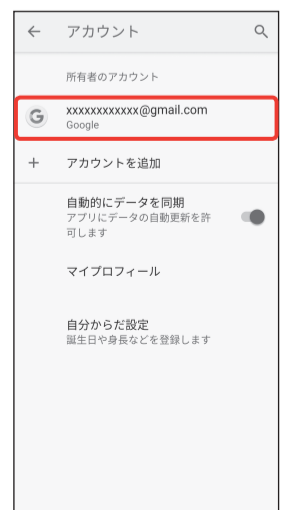 アカウント
所有者のアカウント
xxxxxxxxxxxx@gmail.com
Google
アカウントを追加
自動的にデータを同期
アプリにデータの自動更新を許
可します
マイプロフィール
自分からだ設定
誕生日や身長などを登録します